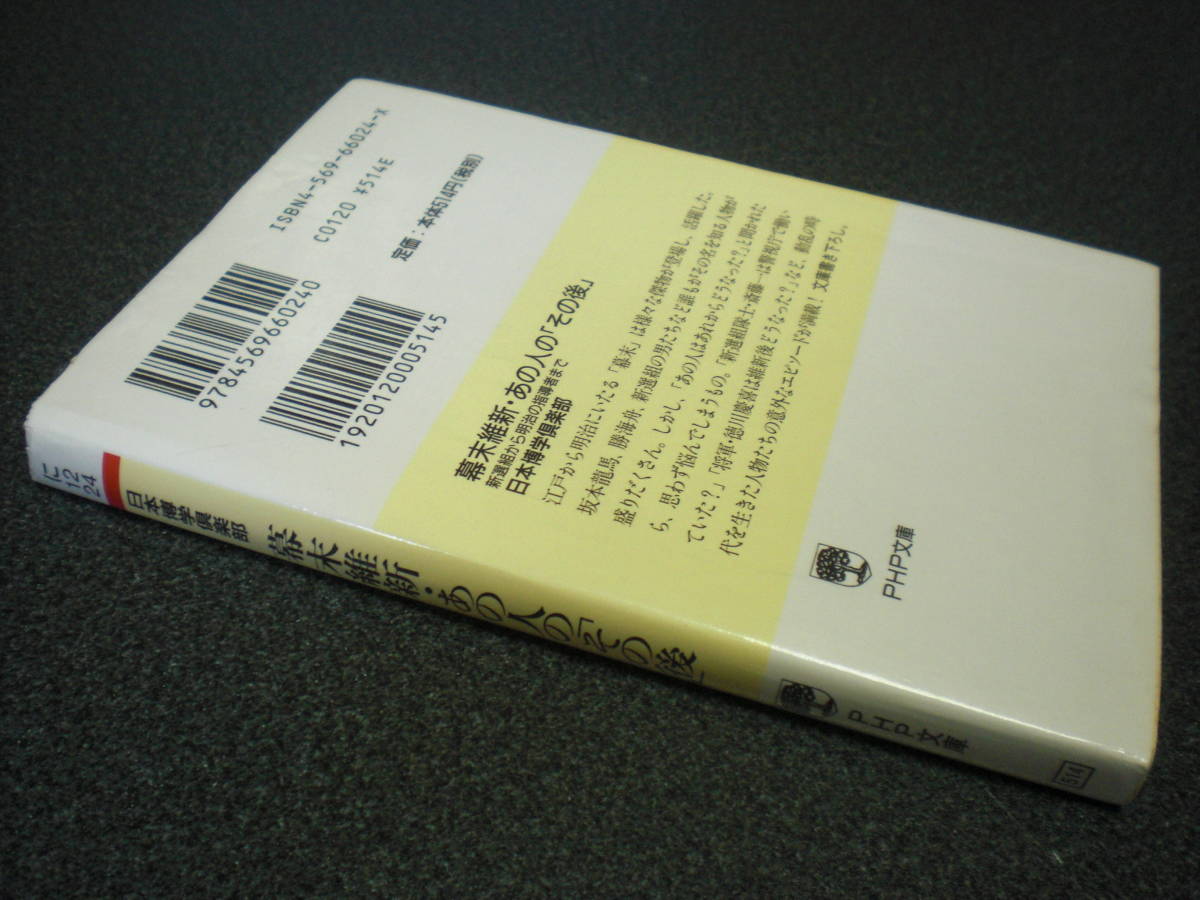 ISBN4-569-66024-X
C0120 ¥514E
定価：本体514円(税別)
9784569660240
1920120005145
幕末維新・あの人の「その後」
新選組から明治の指導者まで
日本博学倶楽部
江戸から明治にいたる「幕末」は様々な傑物が登場し、活躍した。
坂本龍馬、勝海舟、新選組の男たちなど誰もがその名を知る人物が
盛りだくさん。しかし、「あの人はあれからどうなった？」と聞かれた
ら、思わず悩んでしまうもの。「新選組隊士・斎藤一は警視庁で働い
ていた？」「将軍・徳川慶喜は維新後どうなった？」など、動乱の時
代を生きた人物たちの意外なエピソードが満載！ 文庫書き下ろし。
PHP文庫
に
12
24
日本博学倶楽部
幕末維新・あの人の「その後」
PHP文庫
514